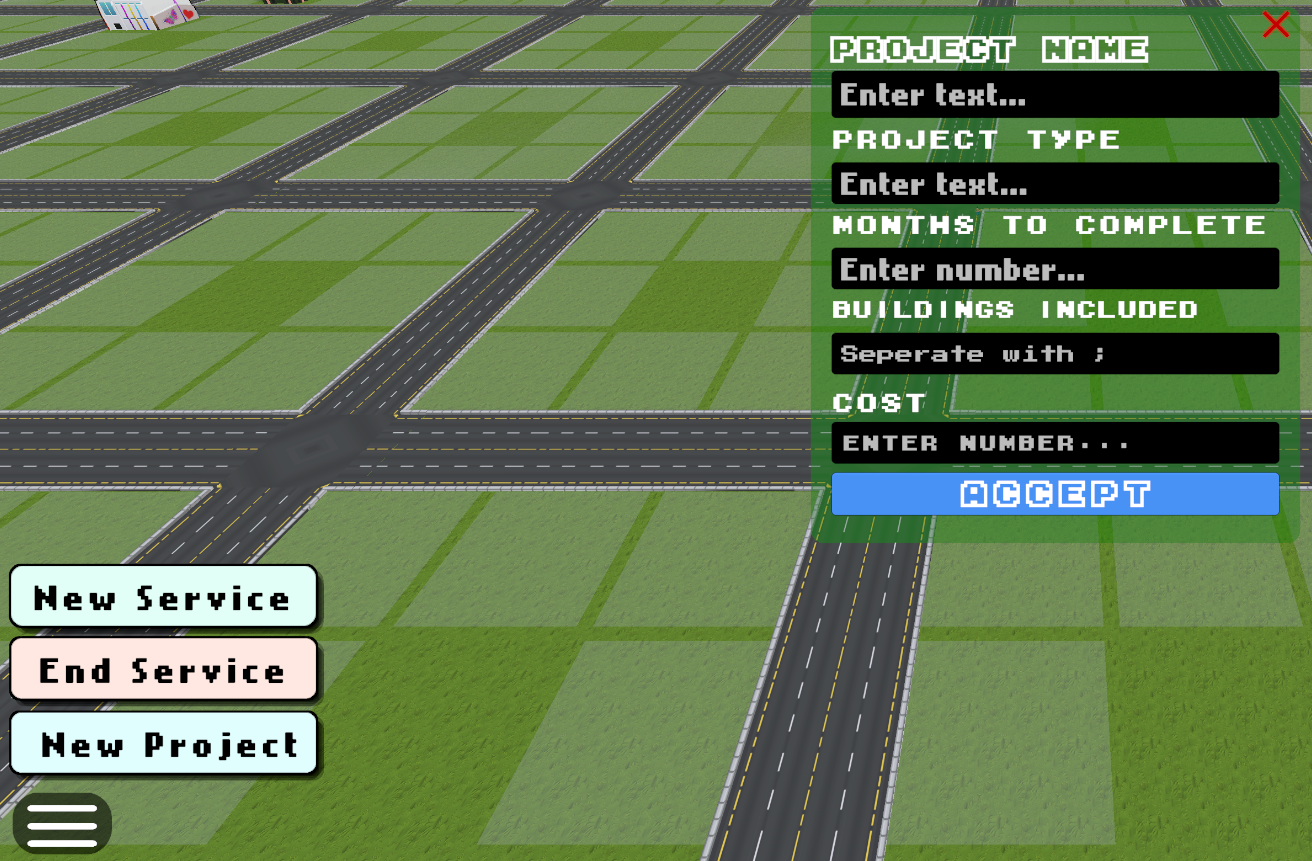 PROJECT NAME
Enter text...
PROJECT TYPE
Enter text...
MONTHS TO COMPLETE
Enter number...
BUILDINGS INCLUDED
Seperate with ;
COST
ENTER NUMBER...
ACCEPT
New Service
End Service
New Project